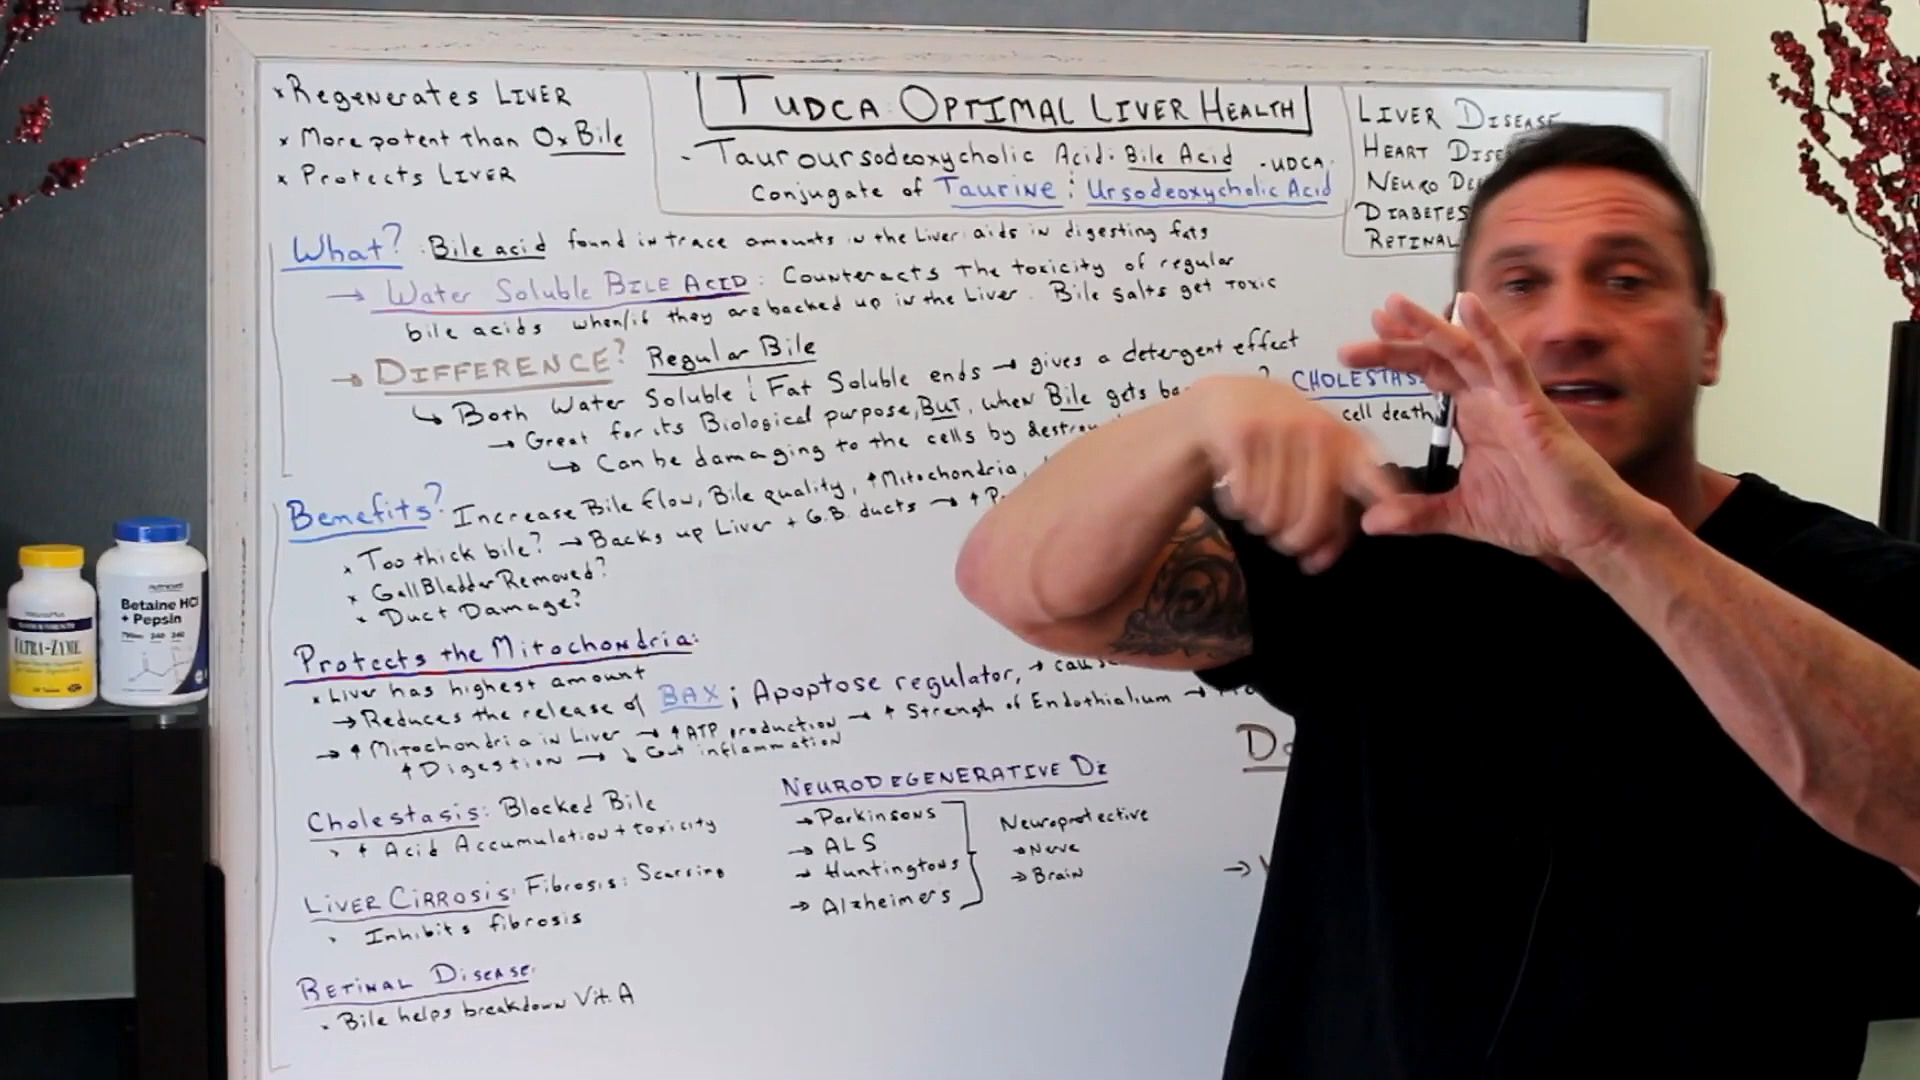 * Regenerates LIVER
* More potent than Ox Bile
* Protects LIVER
TUDCA: OPTIMAL LIVER HEALTH
- Tauroursodeoxycholic Acid: Bile Acid - UDCA.
Conjugate of Taurine ; Ursodeoxycholic Acid
LIVER DISEASE
HEART
NEURO
DIABETES
RETINAL
What? : Bile acid found in trace amounts in the Liver: aids in digesting fats
→ Water Soluble BILE ACID : Counteracts the toxicity of regular
bile acids when/if they are backed up in the Liver. Bile salts get toxic
→ DIFFERENCE? Regular Bile
↳ Both Water Soluble ; Fat Soluble ends → gives a detergent effect
→ Great for its Biological purpose, BUT, when Bile gets ? CHOLESTAS
↳ Can be damaging to the cells by cell death
Benefits? Increase Bile Flow, Bile quality, ↑ Mitochondria,
* Too thick bile? → Backs up Liver + G.B. ducts → ↑
* GallBladder Removed?
* Duct Damage?
Protects the Mitochondria:
* Liver has highest amount
→ Reduces the release of BAX ; Apoptose regulator, →
→ ↑ Mitochondria in Liver → ↑ ATP production → ↑ Strength of Endothialium →
↑ Digestion → ↓ Gut inflammation
Cholestasis: Blocked Bile
> ↑ Acid Accumulation + toxicity
LIVER CIRROSIS: Fibrosis: Scarring
> Inhibits fibrosis
RETINAL DISEASE:
* Bile helps breakdown Vit. A
NEURODEGENERATIVE Dz
→ Parkinsons
→ ALS
→ Huntingtons
→ Alzheimers
Neuroprotective
→ Nerve
→ Brain
ULTRA-ZYME
Betaine HCl
+ Pepsin